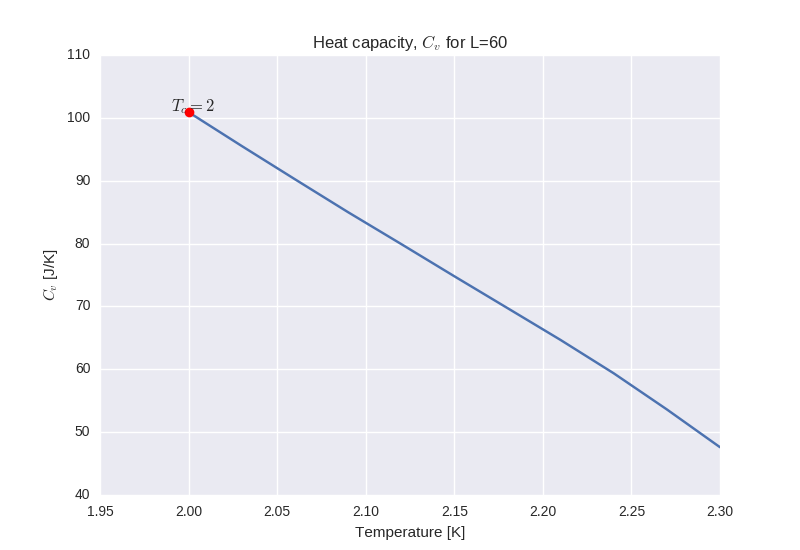 Heat capacity, $C_v$ for L=60
110
100
90
80
70
60
50
40
$C_v$ [J/K]
$T_c = 2$
1.95 2.00 2.05 2.10 2.15 2.20 2.25 2.30
Temperature [K]